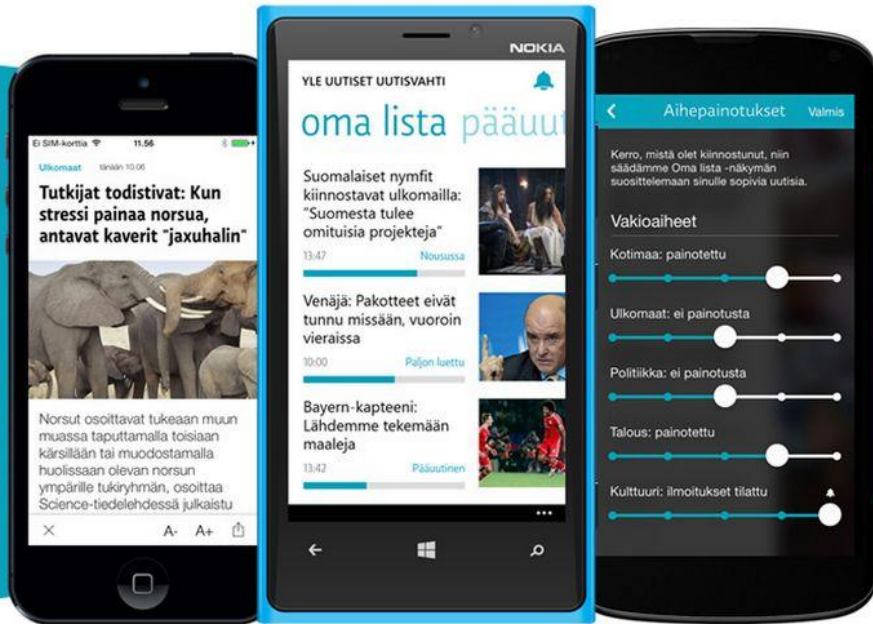 Ei SIM-korttia 11.56
Ulkomaat tänään 10.06
Tutkijat todistivat: Kun
stressi painaa norsua,
antavat kaverit "jaxuhalin"
Norsut osoittavat tukeaan muun
muassa taputtamalla toisiaan
kärsillään tai muodostamalla
huolissaan olevan norsun
ympärille tukiryhmän, osoittaa
Science-tiedelehdessä julkaistu
A- A+
NOKIA
YLE UUTISET UUTISVAHTI
oma lista pääuut
Suomalaiset nymfit
kiinnostavat ulkomailla:
"Suomesta tulee
omituisia projekteja"
13:47 Nousussa
Venäjä: Pakotteet eivät
tunnu missään, vuoroin
vieraissa
10:00 Paljon luettu
Bayern-kapteeni:
Lähdemme tekemään
maaleja
13:42 Pääuutinen
Aihepainotukset Valmis
Kerro, mistä olet kiinnostunut, niin
säädämme Oma lista -näkymän
suosittelemaan sinulle sopivia uutisia.
Vakioaiheet
Kotimaa: painotettu
Ulkomaat: ei painotusta
Politiikka: ei painotusta
Talous: painotettu
Kulttuuri: ilmoitukset tilattu